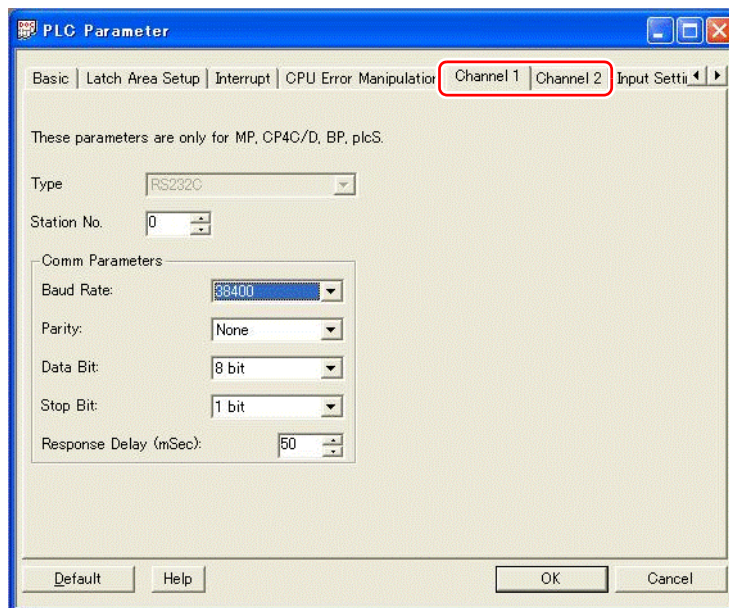 PLC Parameter
Basic Latch Area Setup Interrupt CPU Error Manipulation Channel 1 Channel 2 Input Settin
These parameters are only for MP, CP4C/D, BP, plcS.
Type RS232C
Station No. 0
Comm Parameters
Baud Rate: 38400
Parity: None
Data Bit: 8 bit
Stop Bit: 1 bit
Response Delay (mSec): 50
Default Help OK Cancel